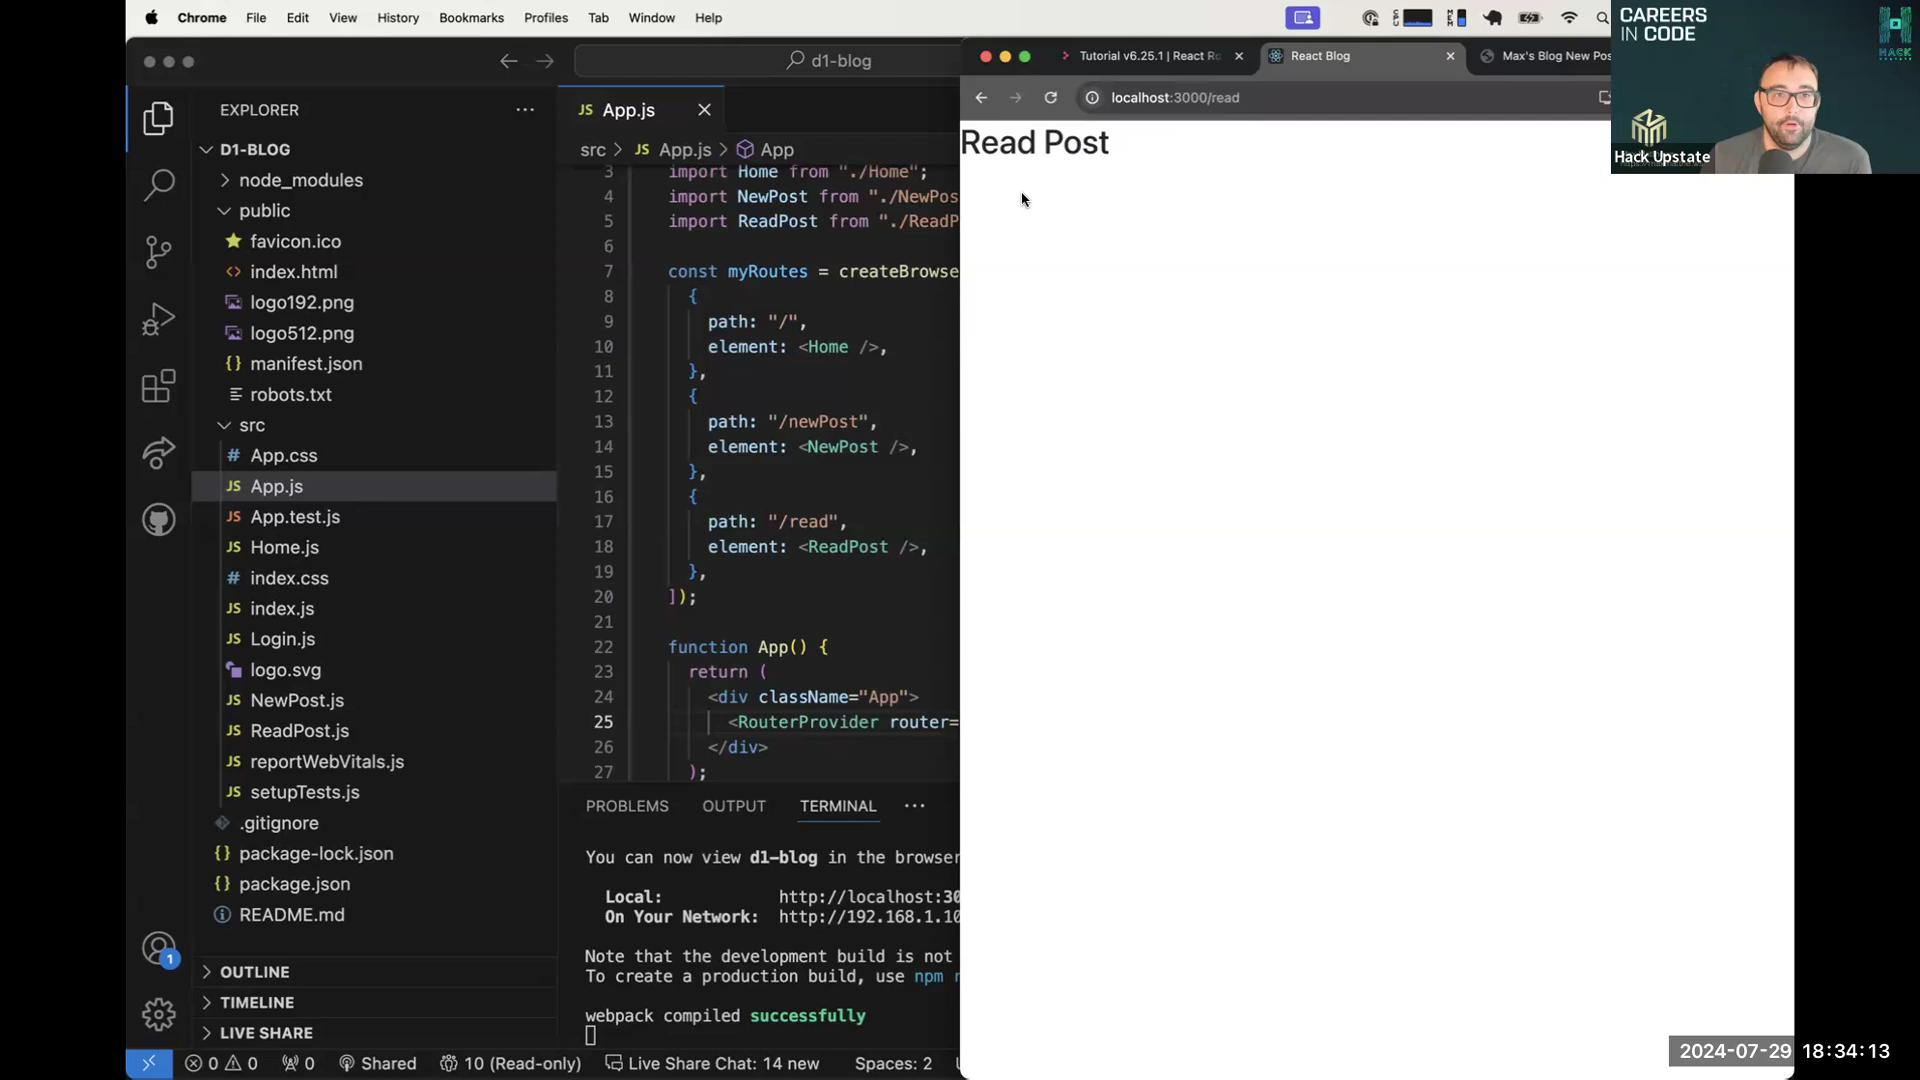 Chrome File Edit View History Bookmarks Profiles Tab Window Help
CAREERS
IN CODE
HACK
Hack Upstate
d1-blog
EXPLORER
D1-BLOG
node_modules
public
favicon.ico
index.html
logo192.png
logo512.png
manifest.json
robots.txt
src
App.css
App.js
App.test.js
Home.js
index.css
index.js
Login.js
logo.svg
NewPost.js
ReadPost.js
reportWebVitals.js
setupTests.js
.gitignore
package-lock.json
package.json
README.md
OUTLINE
TIMELINE
LIVE SHARE
JS App.js
src > JS App.js > App
3 import Home from "./Home";
4 import NewPost from "./NewPos
5 import ReadPost from "./ReadP
6
7 const myRoutes = createBrowse
8 {
9 path: "/",
10 element: <Home />,
11 },
12 {
13 path: "/newPost",
14 element: <NewPost />,
15 },
16 {
17 path: "/read",
18 element: <ReadPost />,
19 },
20 ]);
21
22 function App() {
23 return (
24 <div className="App">
25 <RouterProvider router=
26 </div>
27 );
PROBLEMS OUTPUT TERMINAL ...
You can now view d1-blog in the browser
Local: http://localhost:30
On Your Network: http://192.168.1.10
Note that the development build is not
To create a production build, use npm r
webpack compiled successfully
0 0 0 Shared 10 (Read-only) Live Share Chat: 14 new Spaces: 2
1
Tutorial v6.25.1 | React Ro
React Blog
Max's Blog New Pos
localhost:3000/read
Read Post
2024-07-29 18:34:13